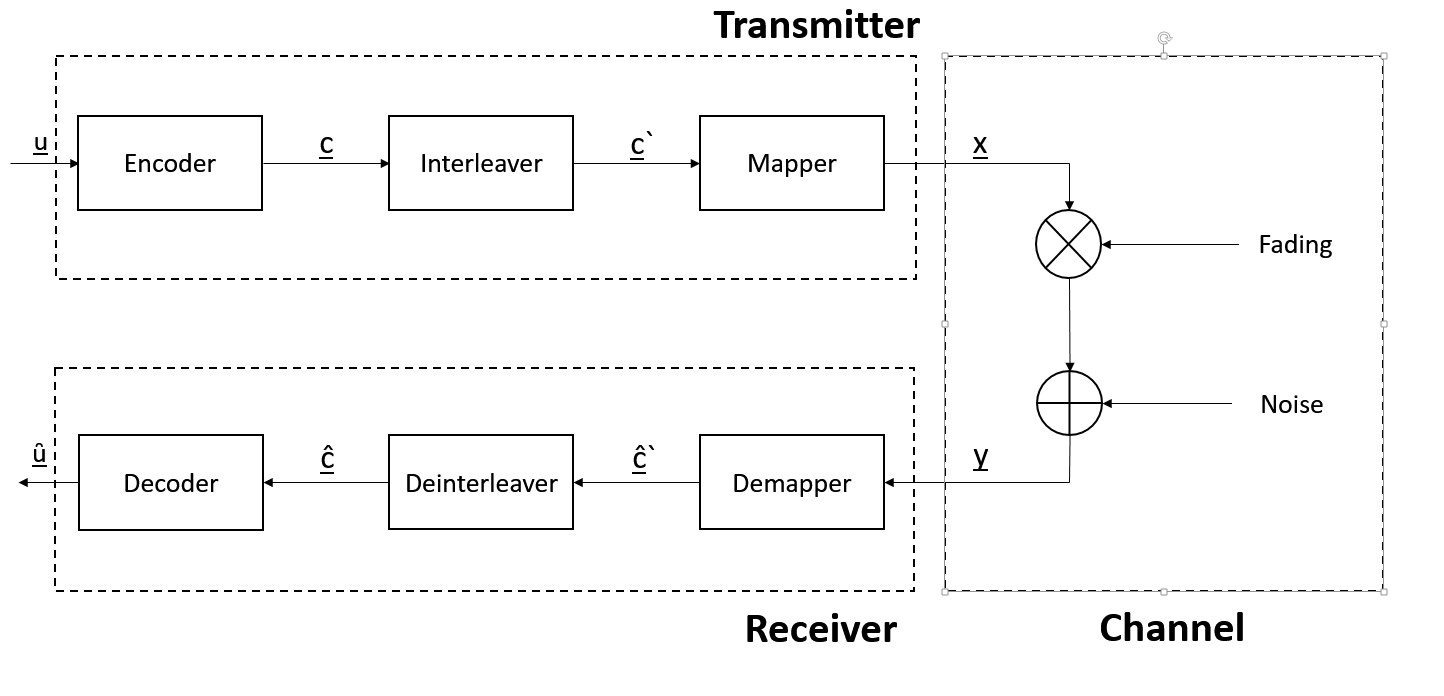 Transmitter
u
Encoder
c
Interleaver
c`
Mapper
x
Fading
Noise
û
Decoder
ĉ
Deinterleaver
ĉ`
Demapper
y
Receiver
Channel